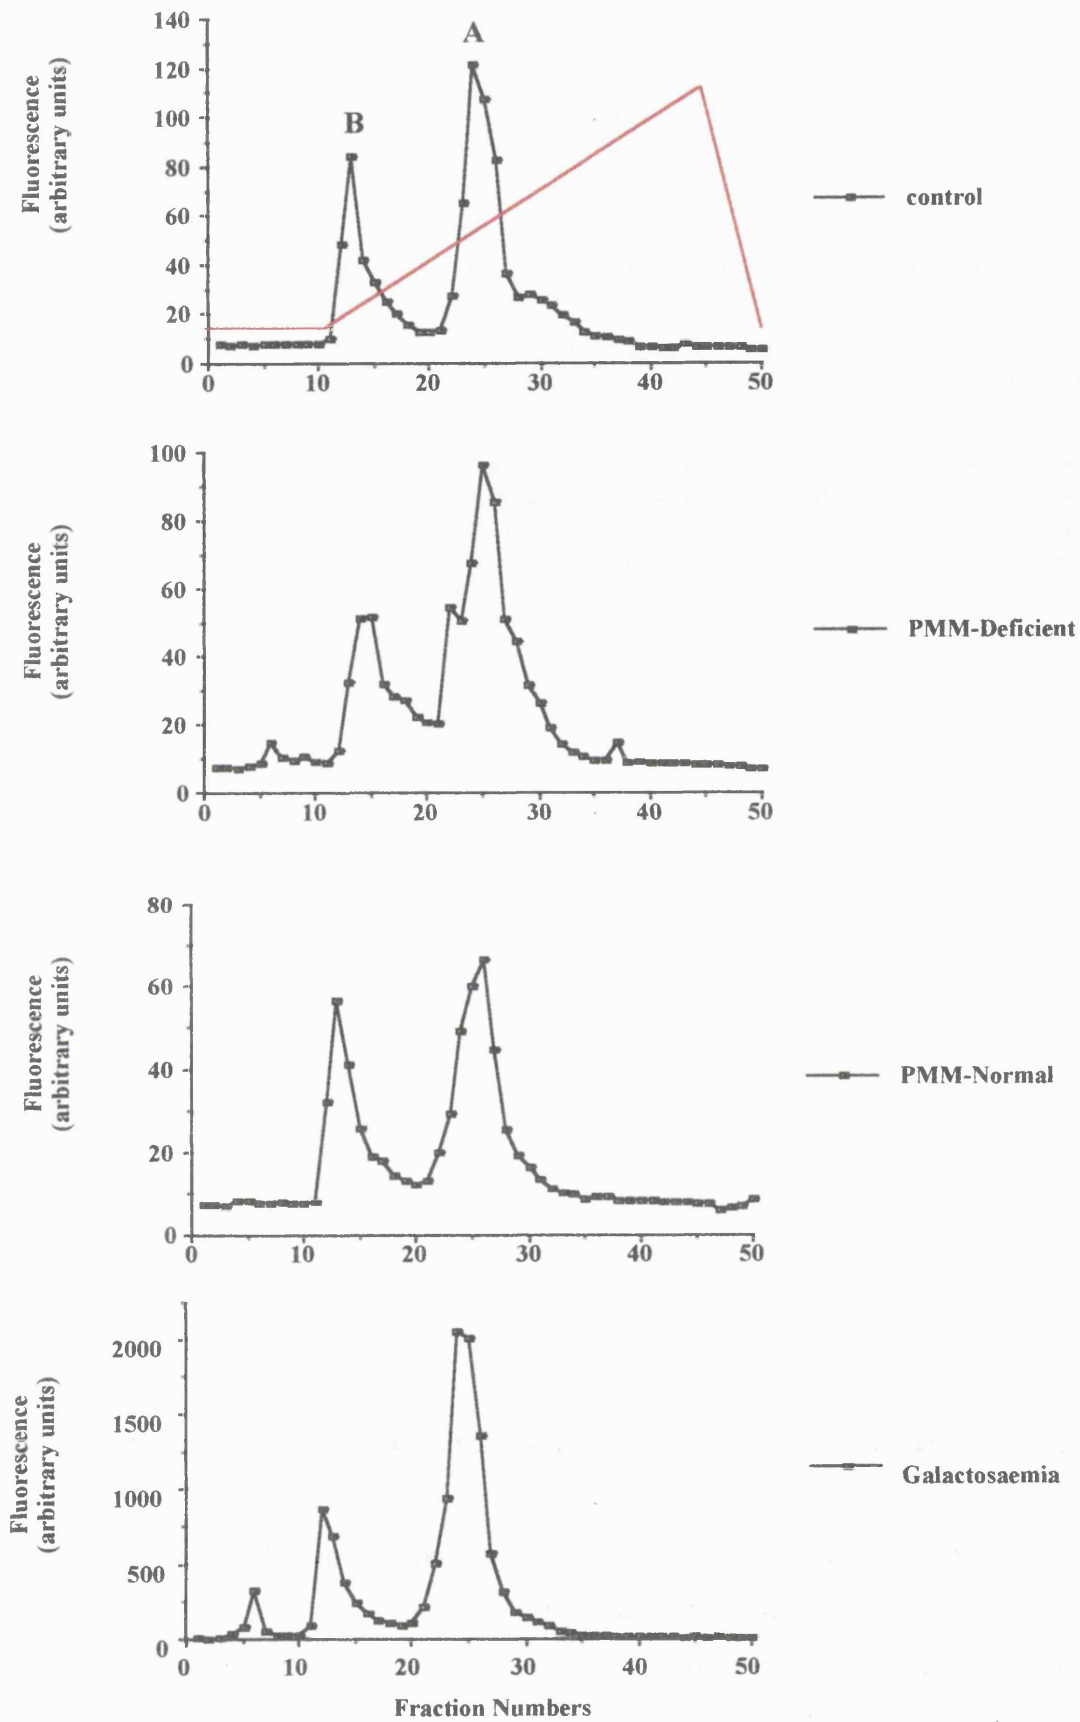 140
120
100
80
60
40
20
0
0 10 20 30 40 50
Fluorescence
(arbitrary units)
A
B
control
100
80
60
40
20
0
0 10 20 30 40 50
Fluorescence
(arbitrary units)
PMM-Deficient
80
60
40
20
0
0 10 20 30 40 50
Fluorescence
(arbitrary units)
PMM-Normal
2000
1500
1000
500
0
0 10 20 30 40 50
Fluorescence
(arbitrary units)
Galactosaemia
Fraction Numbers